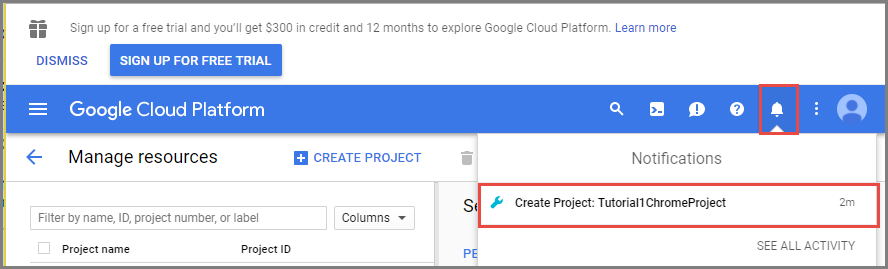 Sign up for a free trial and you'll get $300 in credit and 12 months to explore Google Cloud Platform. Learn more
DISMISS
SIGN UP FOR FREE TRIAL
Google Cloud Platform
Manage resources
CREATE PROJECT
Notifications
Create Project: Tutorial1ChromeProject
2m
Filter by name, ID, project number, or label
Columns
Se
Project name
Project ID
PE
SEE ALL ACTIVITY